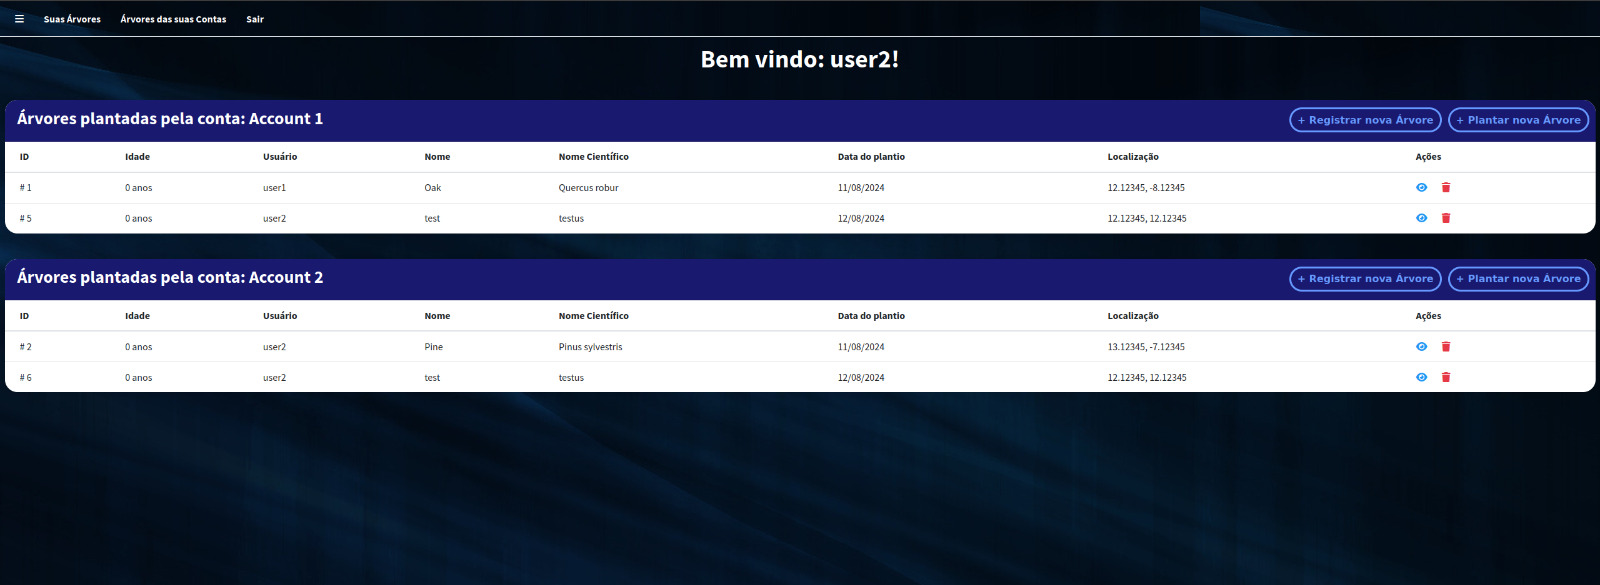 Suas Árvores Árvores das suas Contas Sair
Bem vindo: user2!
Árvores plantadas pela conta: Account 1 + Registrar nova Árvore + Plantar nova Árvore
ID Idade Usuário Nome Nome Científico Data do plantio Localização Ações
# 1 0 anos user1 Oak Quercus robur 11/08/2024 12.12345, -8.12345
# 5 0 anos user2 test testus 12/08/2024 12.12345, 12.12345
Árvores plantadas pela conta: Account 2 + Registrar nova Árvore + Plantar nova Árvore
ID Idade Usuário Nome Nome Científico Data do plantio Localização Ações
# 2 0 anos user2 Pine Pinus sylvestris 11/08/2024 13.12345, -7.12345
# 6 0 anos user2 test testus 12/08/2024 12.12345, 12.12345